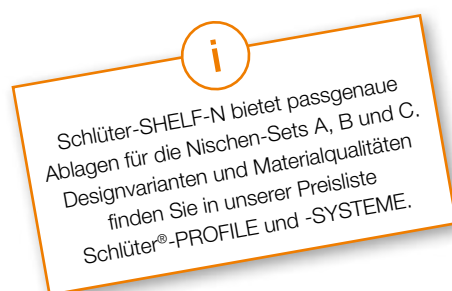 i
Schlüter-SHELF-N bietet passgenaue
Ablagen für die Nischen-Sets A, B und C.
Designvarianten und Materialqualitäten
finden Sie in unserer Preisliste
Schlüter®-PROFILE und -SYSTEME.